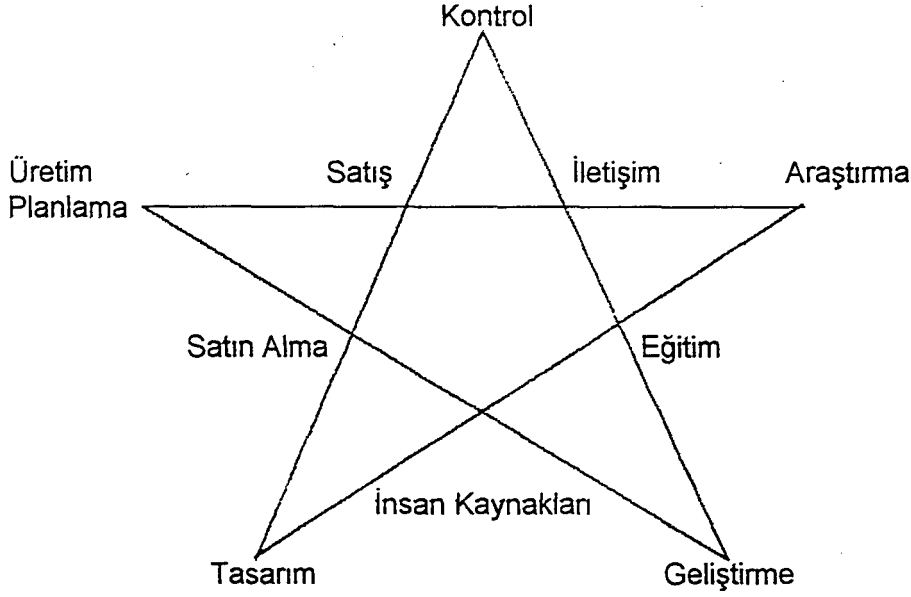 Kontrol
Üretim
Planlama
Satış
İletişim
Araştırma
Satın Alma
Eğitim
İnsan Kaynakları
Tasarım
Geliştirme